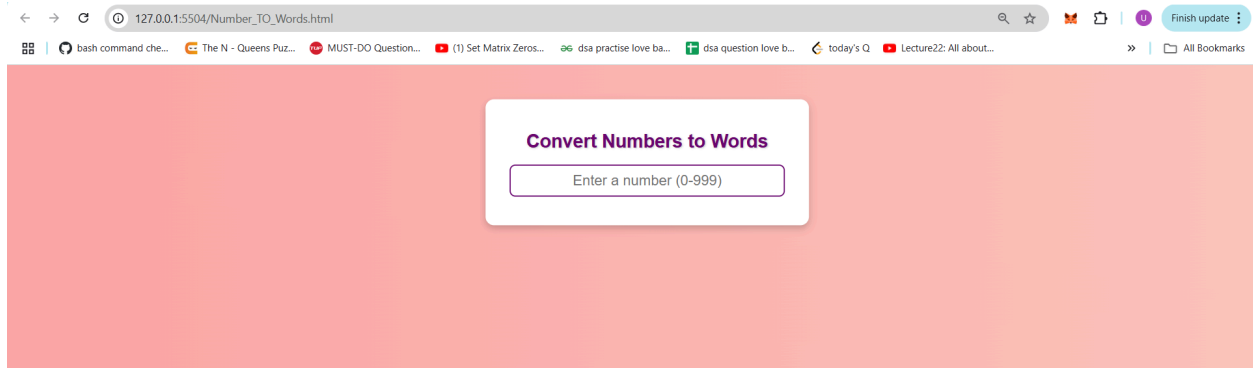 127.0.0.1:5504/Number_TO_Words.html
Finish update
bash command che... The N - Queens Puz... MUST-DO Question... (1) Set Matrix Zeros... dsa practise love ba... dsa question love b... today's Q Lecture22: All about... » All Bookmarks
Convert Numbers to Words
Enter a number (0-999)